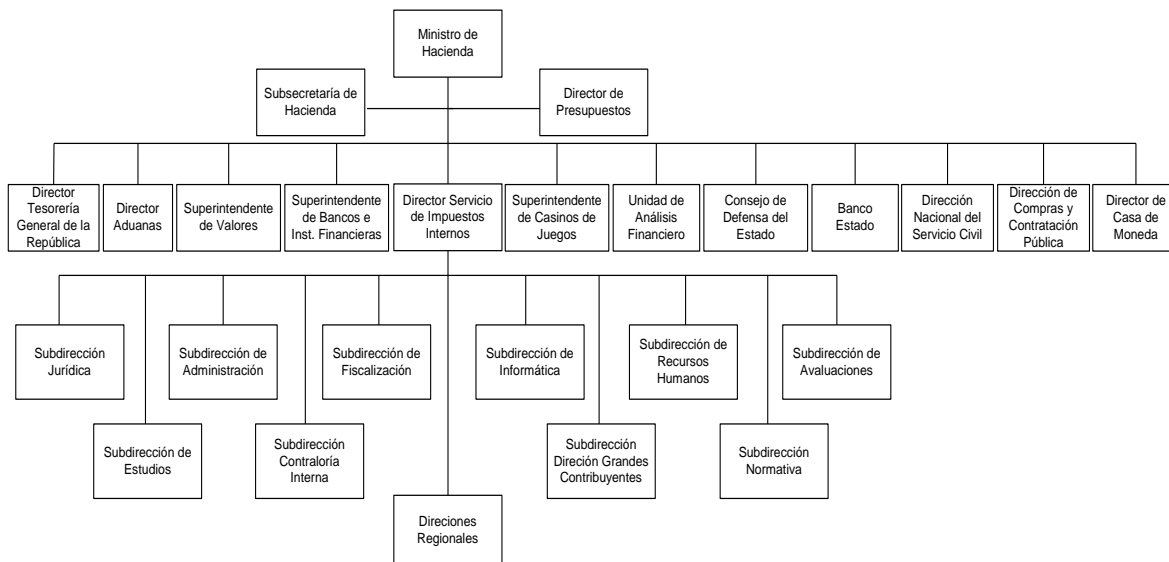 Ministro de
Hacienda
Subsecretaría de
Hacienda
Director de
Presupuestos
Director
Tesorería
General de la
República
Director
Aduanas
Superintendente
de Valores
Superintendente
de Bancos e
Inst. Financieras
Director Servicio
de Impuestos
Internos
Superintendente
de Casinos de
Juegos
Unidad de
Análisis
Financiero
Consejo de
Defensa del
Estado
Banco
Estado
Dirección
Nacional del
Servicio Civil
Dirección de
Compras y
Contratación
Pública
Director de
Casa de
Moneda
Subdirección
Jurídica
Subdirección de
Administración
Subdirección de
Fiscalización
Subdirección de
Informática
Subdirección de
Recursos
Humanos
Subdirección de
Avaluaciones
Subdirección de
Estudios
Subdirección
Contraloría
Interna
Subdirección
Direción Grandes
Contribuyentes
Subdirección
Normativa
Direciones
Regionales